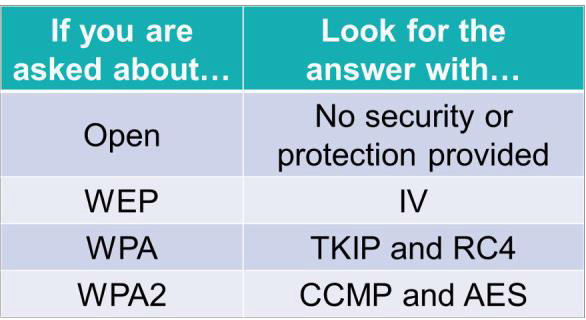 If you are
asked about…
Look for the
answer with…
Open
No security or
protection provided
WEP
IV
WPA
TKIP and RC4
WPA2
CCMP and AES